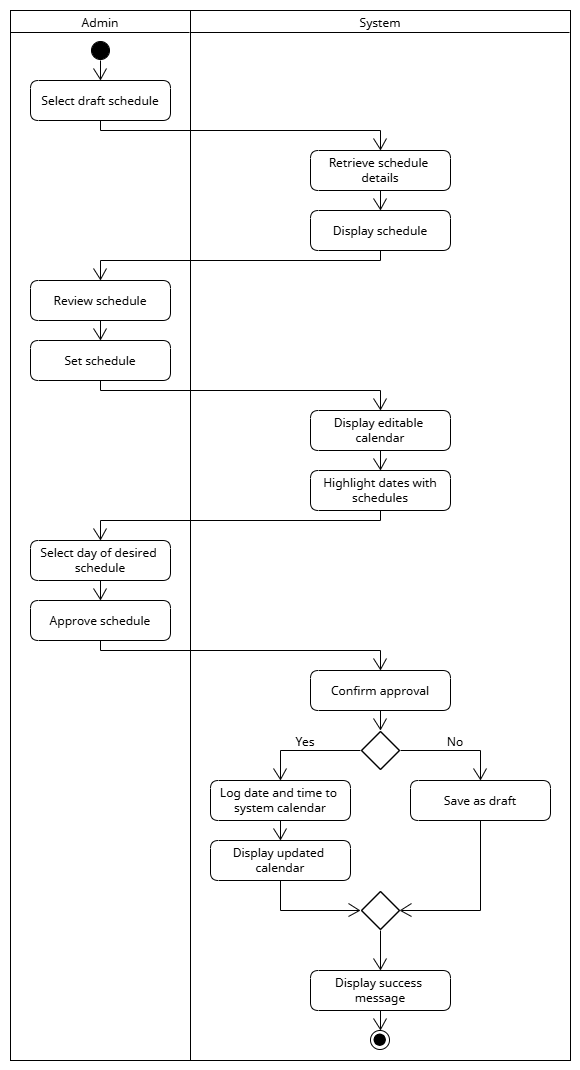 Admin
System
Select draft schedule
Retrieve schedule
details
Display schedule
Review schedule
Set schedule
Display editable
calendar
Highlight dates with
schedules
Select day of desired
schedule
Approve schedule
Confirm approval
Yes
No
Log date and time to
system calendar
Save as draft
Display updated
calendar
Display success
message